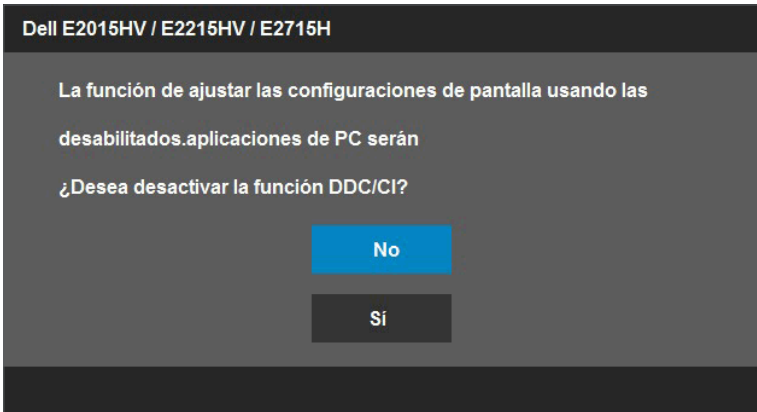 Dell E2015HV / E2215HV / E2715H
La función de ajustar las configuraciones de pantalla usando las
desabilitados.aplicaciones de PC serán
¿Desea desactivar la función DDC/CI?
No
Sí